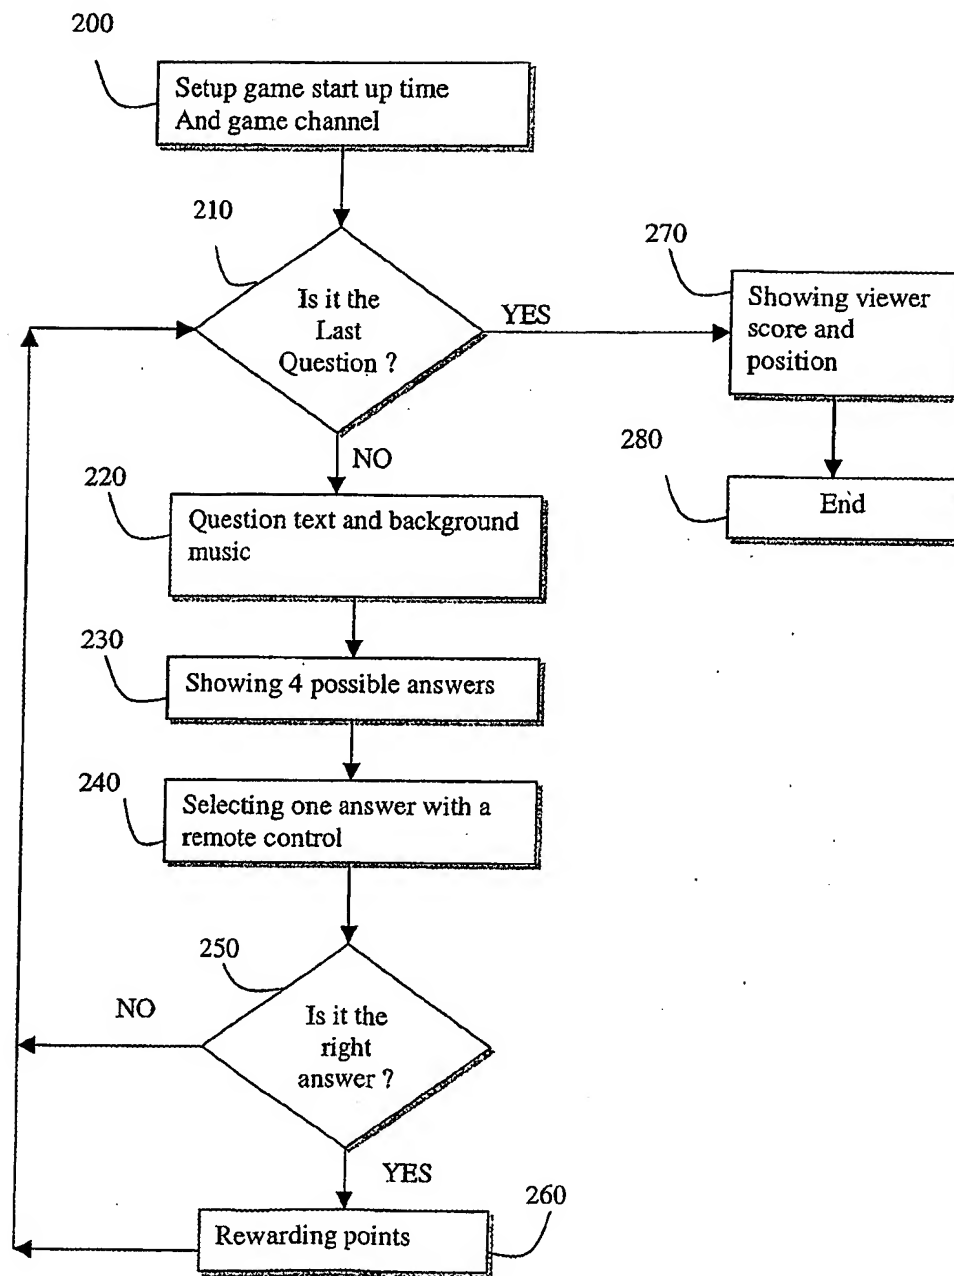 200
Setup game start up time
And game channel
210
Is it the
Last
Question ?
YES
270
Showing viewer
score and
position
NO
280
End
220
Question text and background
music
230
Showing 4 possible answers
240
Selecting one answer with a
remote control
250
NO
Is it the
right
answer ?
YES
260
Rewarding points